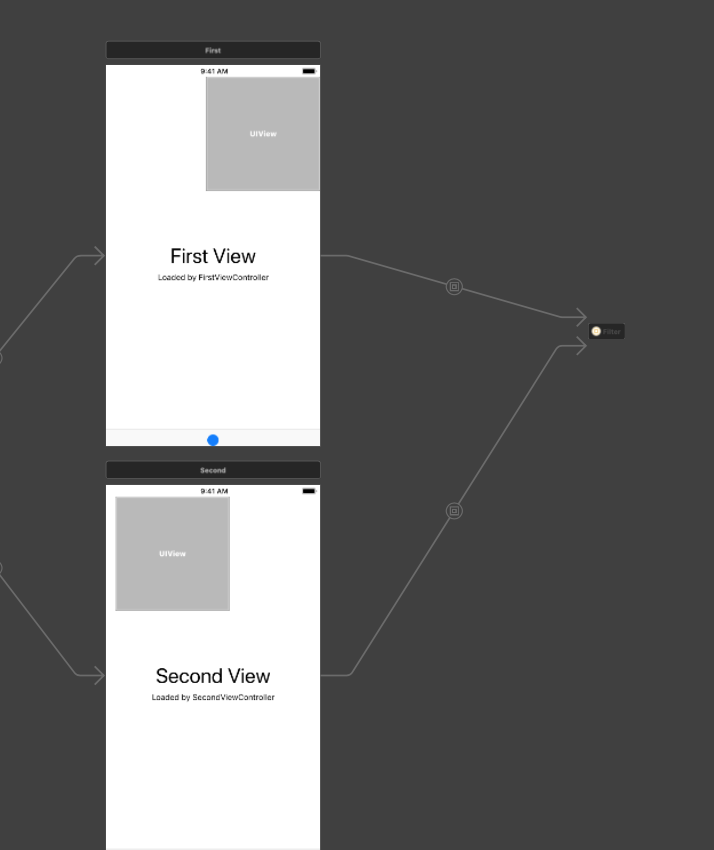 First
9:41 AM
UIView
First View
Loaded by FirstViewController
Filter
Second
9:41 AM
UIView
Second View
Loaded by SecondViewController